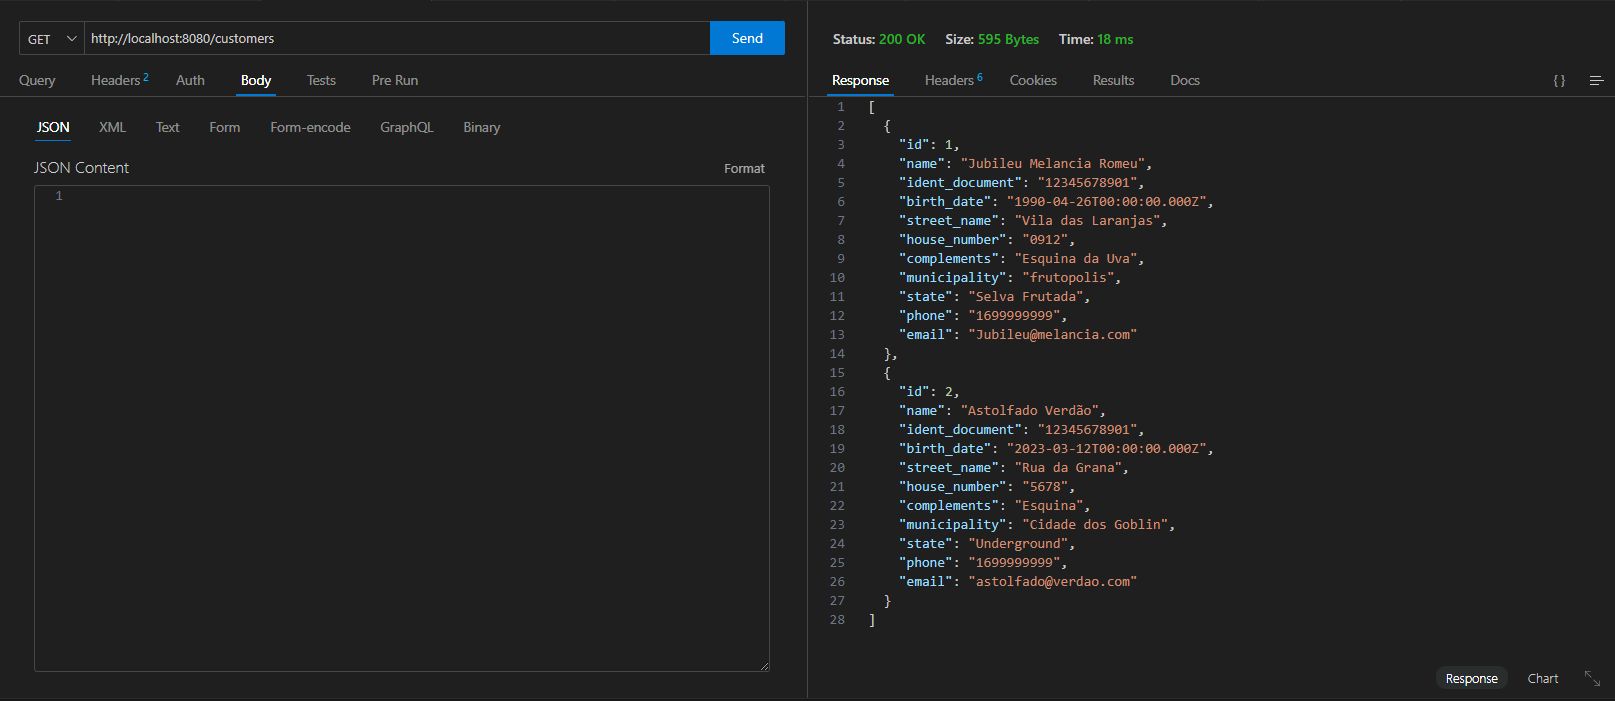 GET http://localhost:8080/customers Send
Query Headers 2 Auth Body Tests Pre Run
JSON XML Text Form Form-encode GraphQL Binary
JSON Content Format
1
Status: 200 OK Size: 595 Bytes Time: 18 ms
Response Headers 6 Cookies Results Docs { }
1 [
2 {
3 "id": 1,
4 "name": "Jubileu Melancia Romeu",
5 "ident_document": "12345678901",
6 "birth_date": "1990-04-26T00:00:00.000Z",
7 "street_name": "Vila das Laranjas",
8 "house_number": "0912",
9 "complements": "Esquina da Uva",
10 "municipality": "frutopolis",
11 "state": "Selva Frutada",
12 "phone": "1699999999",
13 "email": "Jubileu@melancia.com"
14 },
15 {
16 "id": 2,
17 "name": "Astolfado Verdão",
18 "ident_document": "12345678901",
19 "birth_date": "2023-03-12T00:00:00.000Z",
20 "street_name": "Rua da Grana",
21 "house_number": "5678",
22 "complements": "Esquina",
23 "municipality": "Cidade dos Goblin",
24 "state": "Underground",
25 "phone": "1699999999",
26 "email": "astolfado@verdao.com"
27 }
28 ]
Response Chart